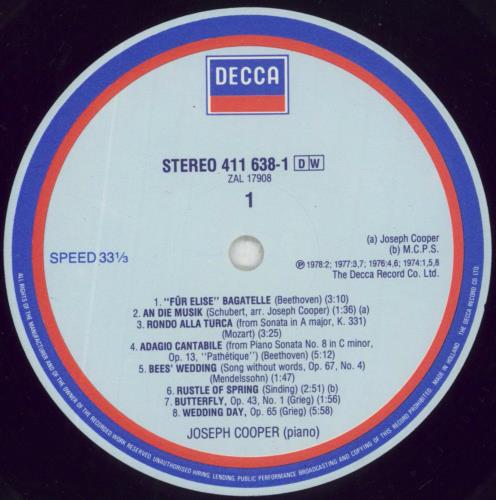 DECCA
STEREO 411 638-1 DW
ZAL 17908
1
(a) Joseph Cooper
(b) M.C.P.S.
SPEED 33⅓
℗ 1978:2; 1977:3,7; 1976:4,6; 1974:1,5,8
The Decca Record Co. Ltd.
1. "FÜR ELISE" BAGATELLE (Beethoven) (3:10)
2. AN DIE MUSIK (Schubert, arr. Joseph Cooper) (1:36) (a)
3. RONDO ALLA TURCA (from Sonata in A major, K. 331)
(Mozart) (3:25)
4. ADAGIO CANTABILE (from Piano Sonata No. 8 in C minor,
Op. 13, "Pathétique") (Beethoven) (5:12)
5. BEES' WEDDING (Song without words, Op. 67, No. 4)
(Mendelssohn) (1:47)
6. RUSTLE OF SPRING (Sinding) (2:51) (b)
7. BUTTERFLY, Op. 43, No. 1 (Grieg) (1:56)
8. WEDDING DAY, Op. 65 (Grieg) (5:58)
JOSEPH COOPER (piano)
ALL RIGHTS OF THE MANUFACTURER AND OF THE OWNER OF THE RECORDED WORK RESERVED UNAUTHORISED HIRING, LENDING, PUBLIC PERFORMANCE BROADCASTING AND COPYING OF THIS RECORD PROHIBITED. MADE IN HOLLAND ℗ THE DECCA RECORD CO LTD.